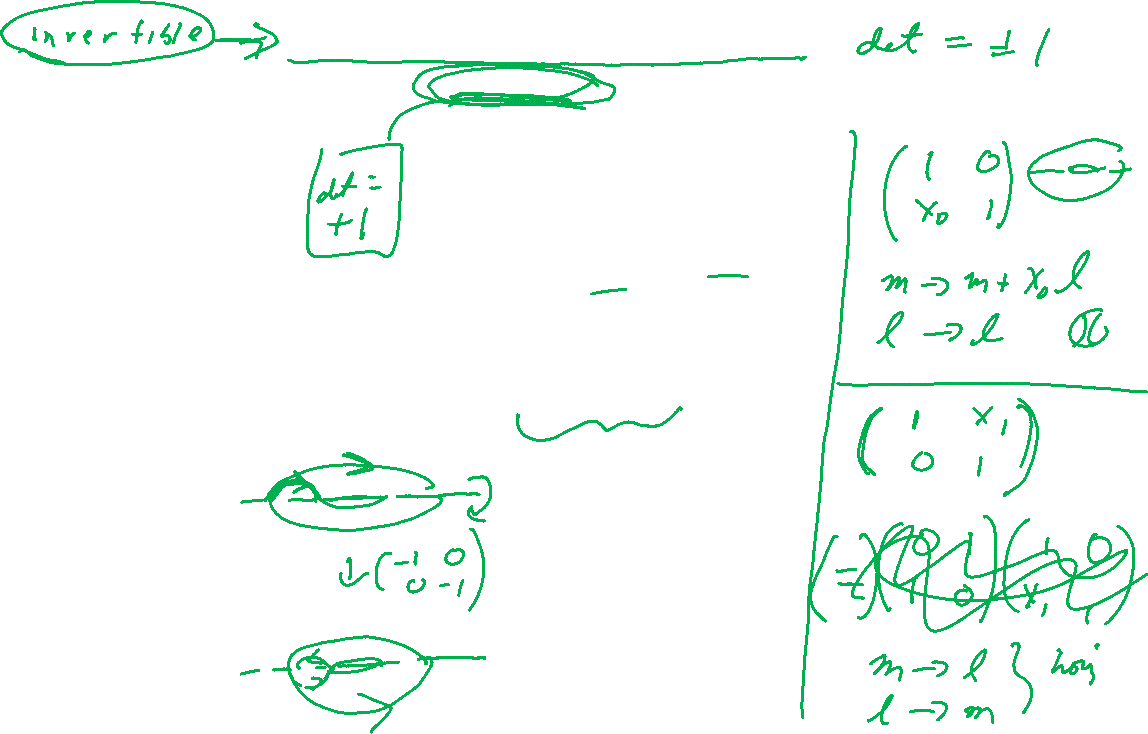 invertible →
det = ±1
det =
+1
( 1 0
x₀ 1 )
m → m + x₀ l
l → l
( 1 x₁
0 1 )
↓ ( -1 0
0 -1 )
m → l
l → m